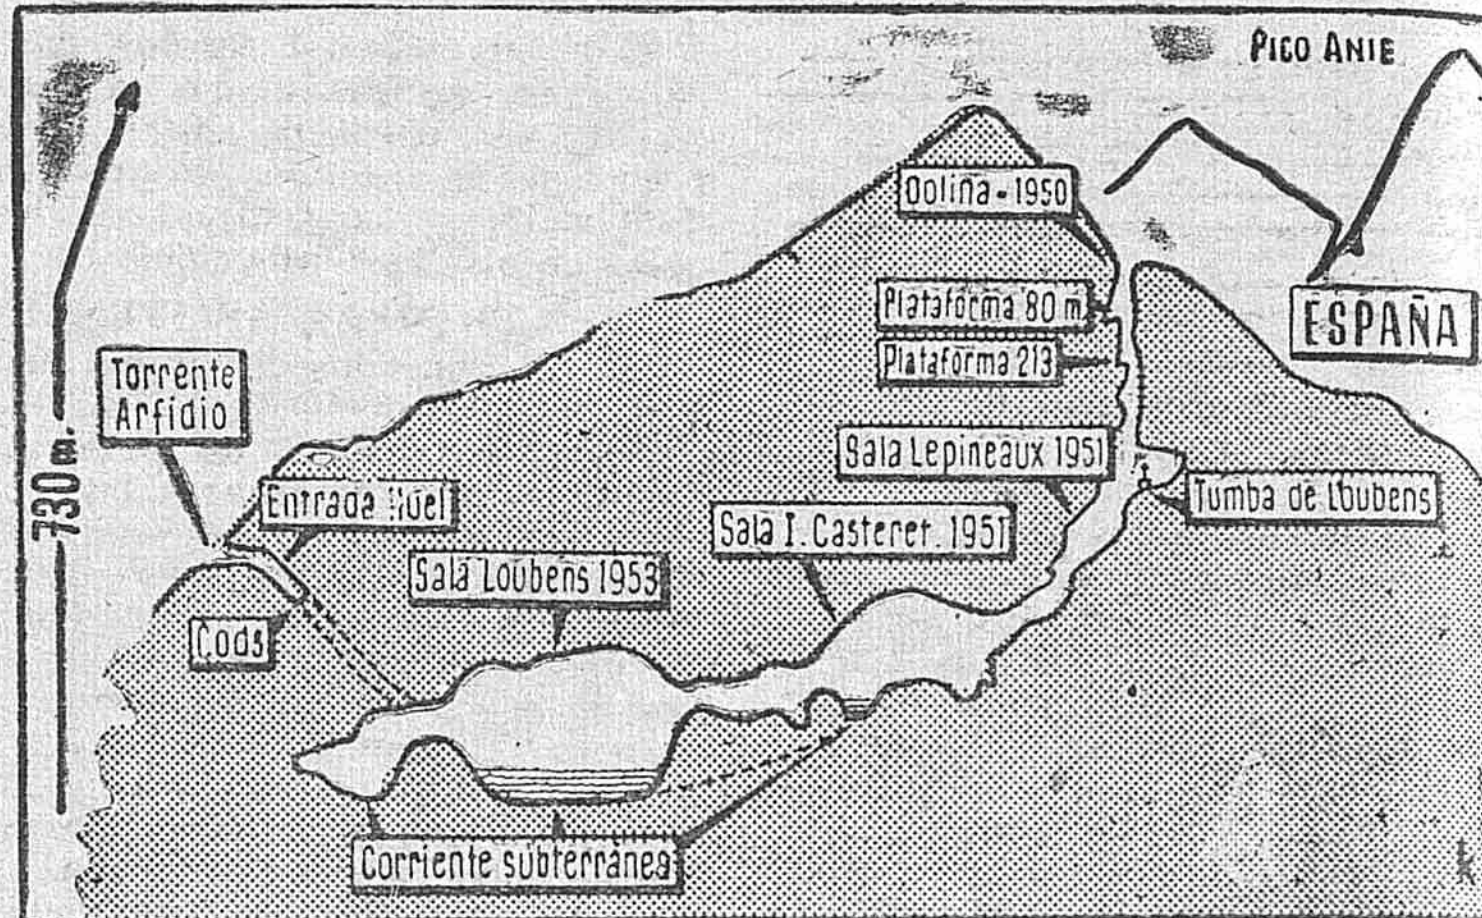 PICO ANIE
Dolina-1950
Plataforma 80 m.
ESPAÑA
Plataforma 213
Torrente
Arfidio
730 m.
Sala Lepineaux 1951
Entrada
Tumba de Loubens
Sala I. Casteret. 1951
Sala Loubens 1953
Cods
Corriente subterránea